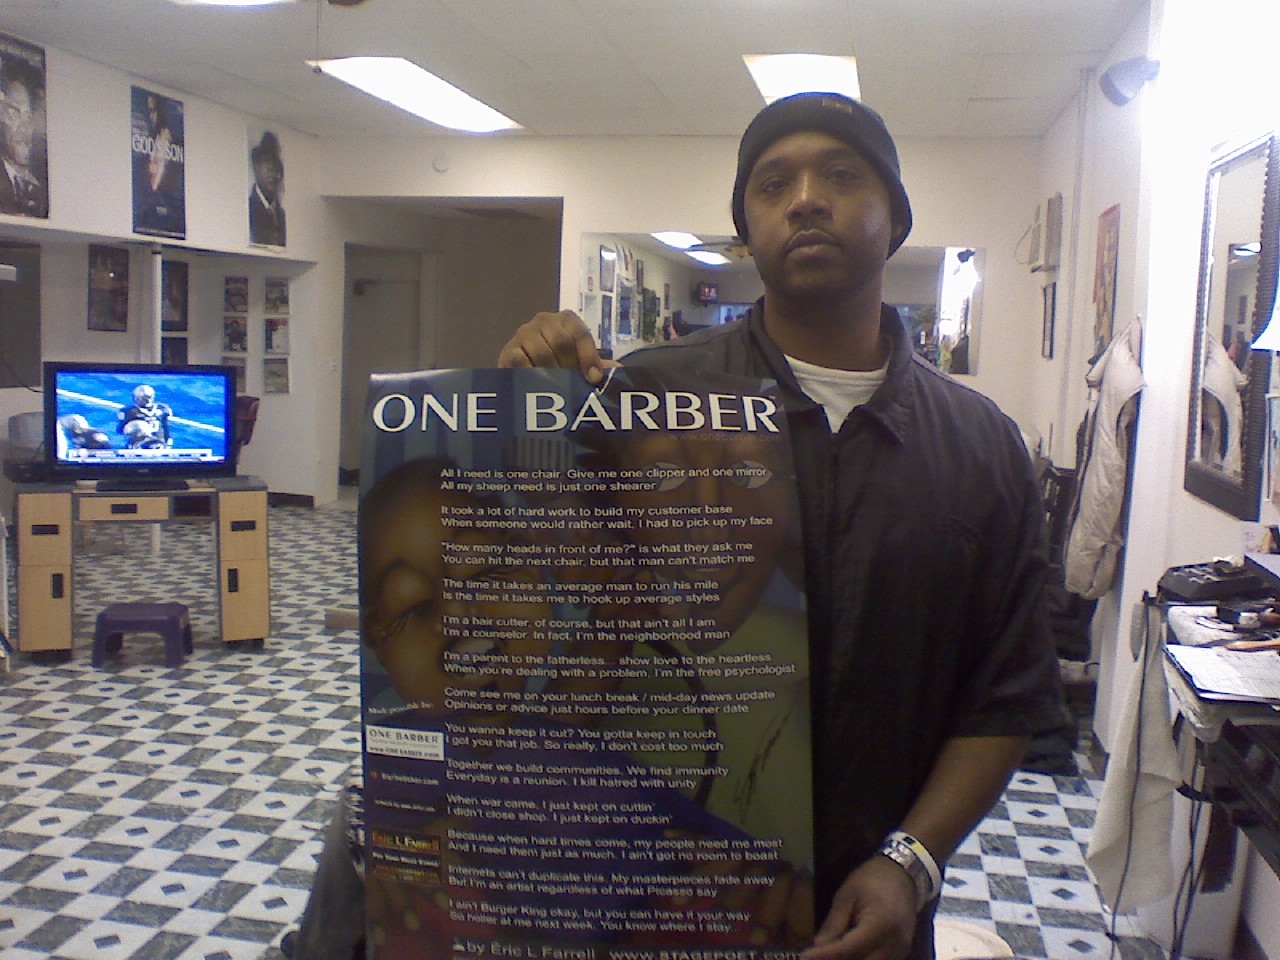 GOD'S SON
ONE BARBER
All I need is one chair. Give me one clipper and one mirror
All my sheep need is just one shearer
It took a lot of hard work to build my customer base
When someone would rather wait, I had to pick up my face
"How many heads in front of me?" is what they ask me
You can hit the next chair, but that man can't match me
The time it takes an average man to run his mile
Is the time it takes me to hook up average styles
I'm a hair cutter, of course, but that ain't all I am
I'm a counselor. In fact, I'm the neighborhood man
I'm a parent to the fatherless... show love to the heartless
When you're dealing with a problem, I'm the free psychologist
Come see me on your lunch break / mid-day news update
Opinions or advice just hours before your dinner date
You wanna keep it cut? You gotta keep in touch
I got you that job. So really, I don't cost too much
Together we build communities. We find immunity
Everyday is a reunion. I kill hatred with unity
When war came, I just kept on cuttin'
I didn't close shop. I just kept on duckin'
Because when hard times come, my people need me most
And I need them just as much. I ain't got no room to boast
Internets can't duplicate this. My masterpieces fade away
But I'm an artist regardless of what Picasso say
I ain't Burger King okay, but you can have it your way
So holler at me next week. You know where I stay...
by Eric L Farrell www.STAGEPOET.com
Made possible by:
ONE BARBER
www.ONEBARBER.com
Eric L. Farrell